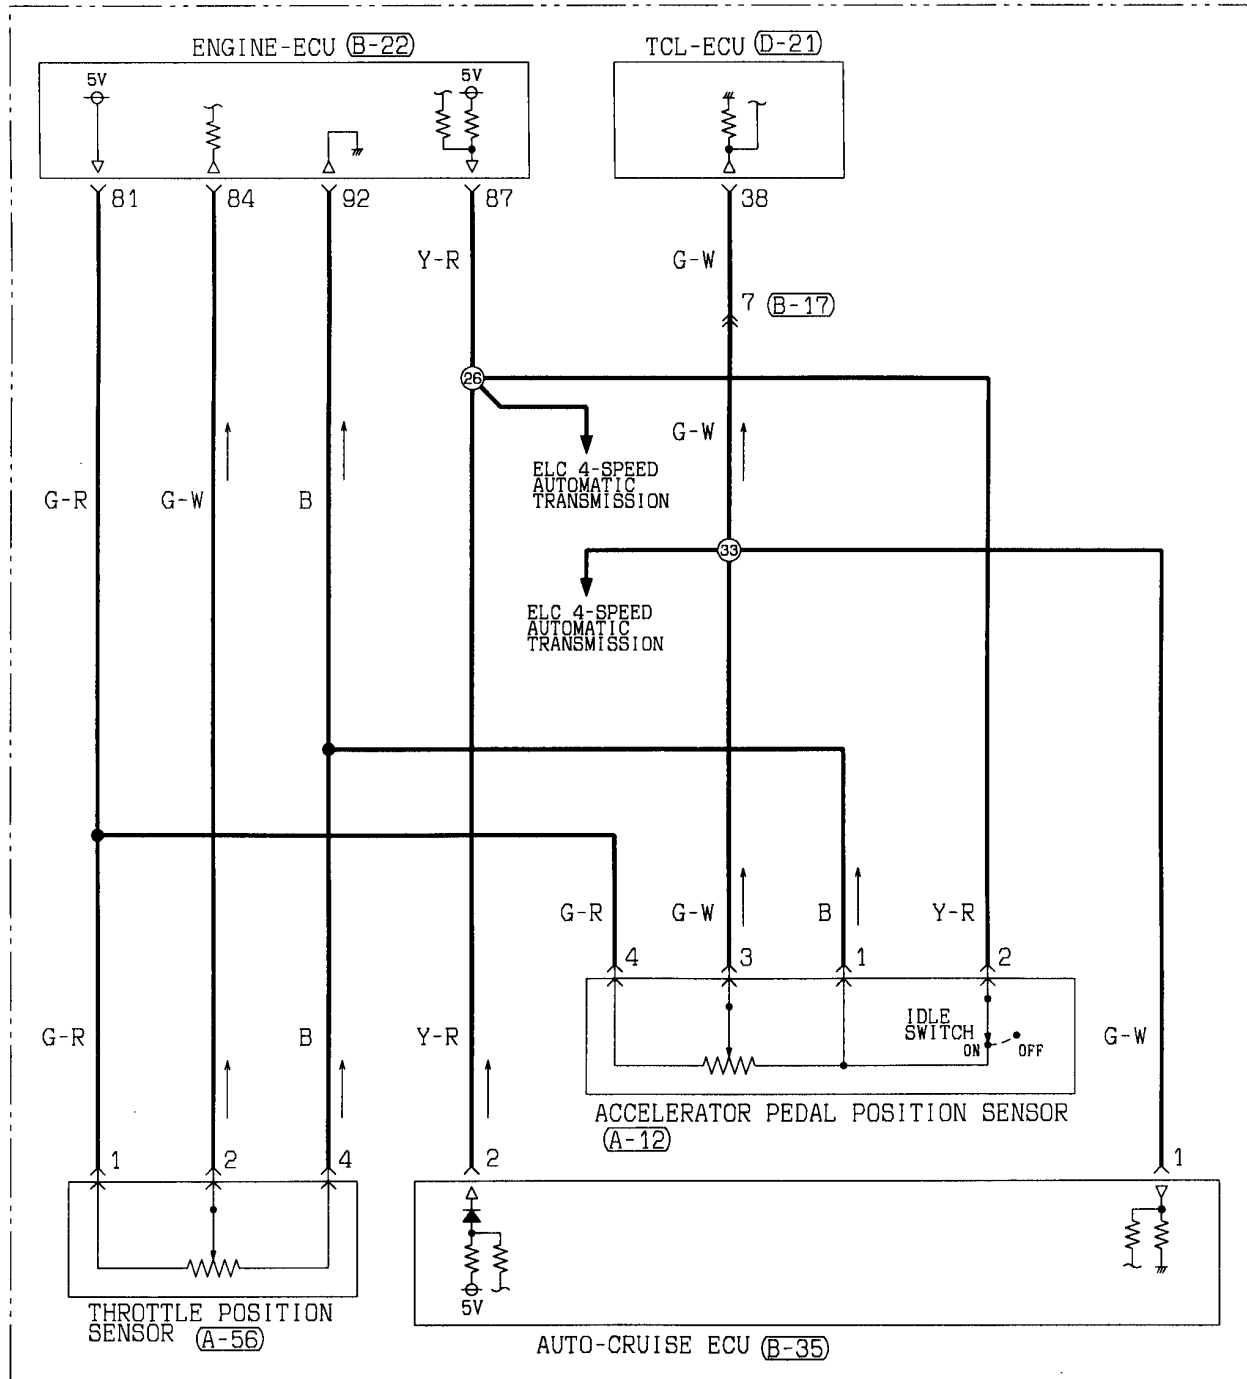 ENGINE-ECU B-22
TCL-ECU D-21
5V
5V
81
84
92
87
38
Y-R
G-W
7 B-17
26
G-W
ELC 4-SPEED
AUTOMATIC
TRANSMISSION
G-R
G-W
B
33
ELC 4-SPEED
AUTOMATIC
TRANSMISSION
G-R
G-W
B
Y-R
4
3
1
2
IDLE
SWITCH
ON
OFF
G-R
B
Y-R
G-W
ACCELERATOR PEDAL POSITION SENSOR
A-12
1
2
4
2
1
5V
THROTTLE POSITION
SENSOR A-56
AUTO-CRUISE ECU B-35